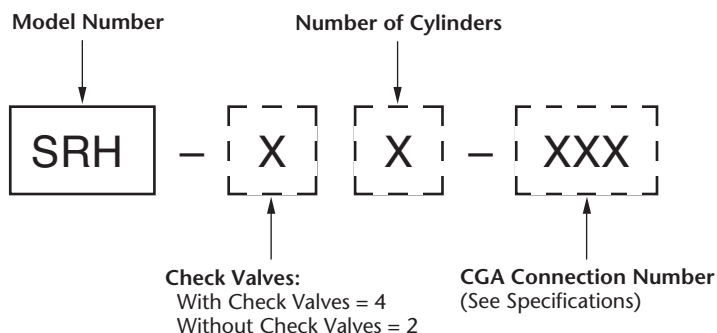 Model Number
Number of Cylinders
SRH – X X – XXX
Check Valves:
With Check Valves = 4
Without Check Valves = 2
CGA Connection Number
(See Specifications)